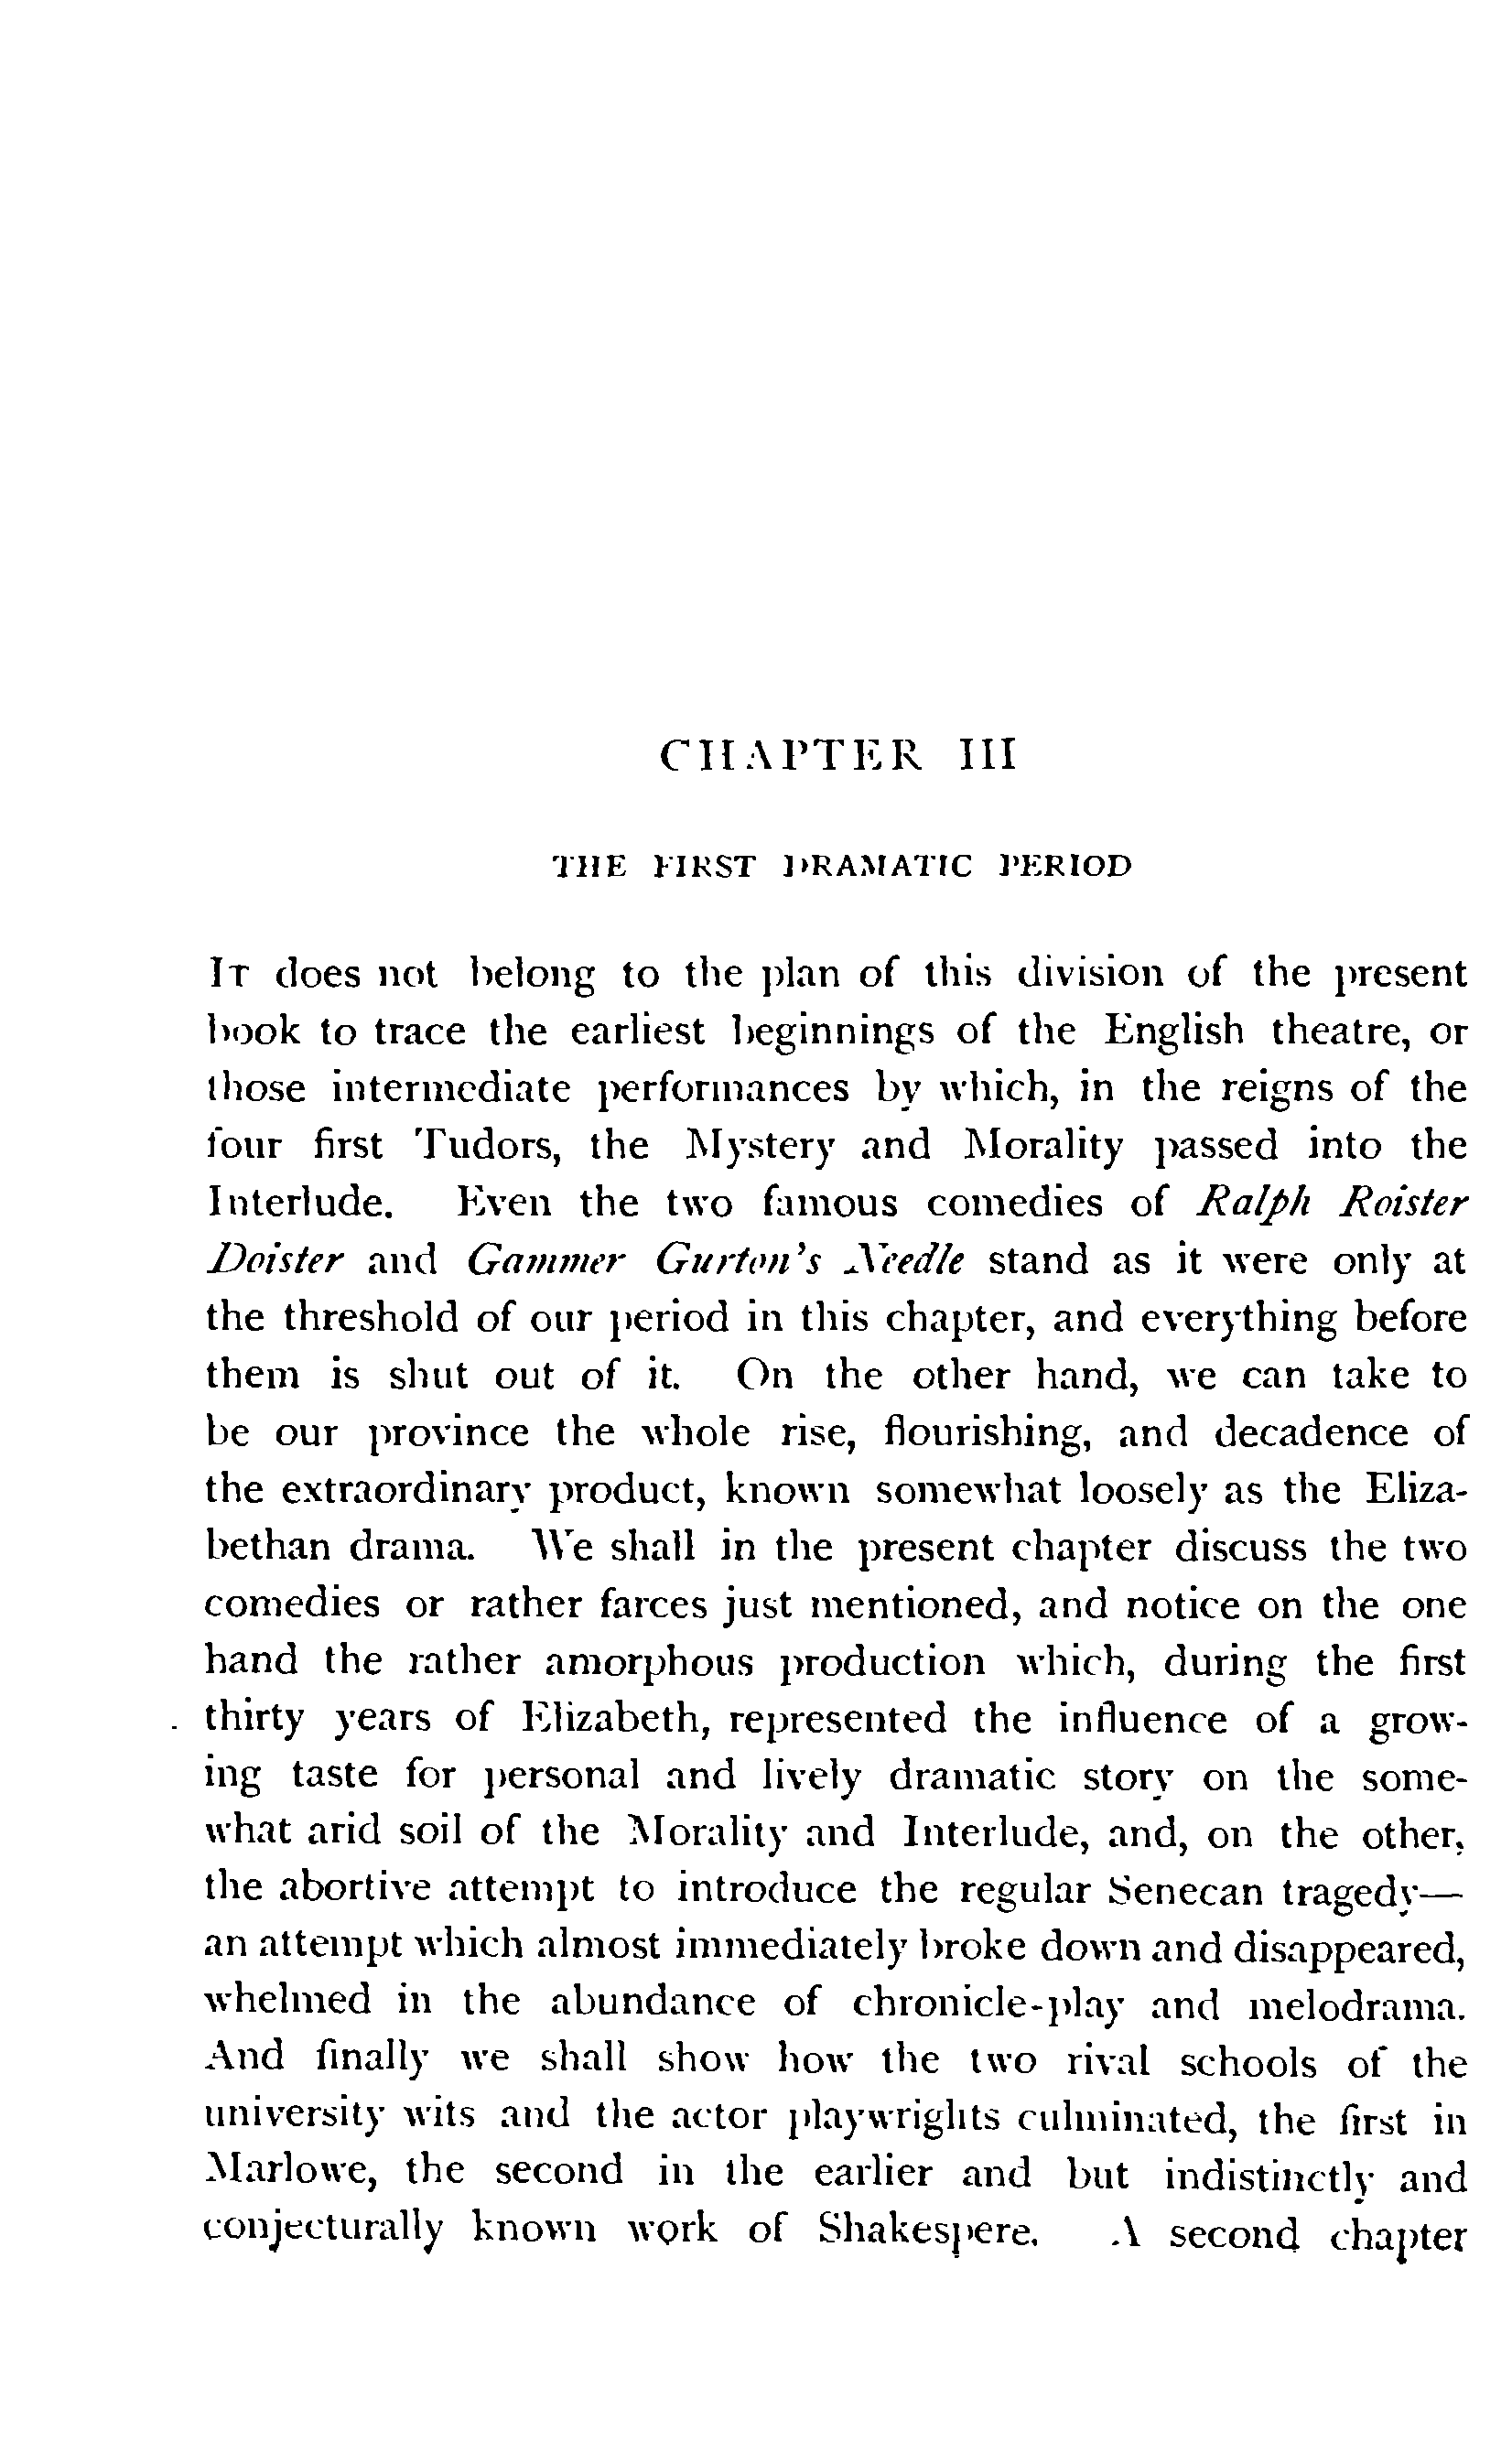 CHAPTER III
THE FIRST DRAMATIC PERIOD
IT does not belong to the plan of this division of the present
book to trace the earliest beginnings of the English theatre, or
those intermediate performances by which, in the reigns of the
four first Tudors, the Mystery and Morality passed into the
Interlude. Even the two famous comedies of Ralph Roister
Doister and Gammer Gurton's Needle stand as it were only at
the threshold of our period in this chapter, and everything before
them is shut out of it. On the other hand, we can take to
be our province the whole rise, flourishing, and decadence of
the extraordinary product, known somewhat loosely as the Eliza-
bethan drama. We shall in the present chapter discuss the two
comedies or rather farces just mentioned, and notice on the one
hand the rather amorphous production which, during the first
thirty years of Elizabeth, represented the influence of a grow-
ing taste for personal and lively dramatic story on the some-
what arid soil of the Morality and Interlude, and, on the other,
the abortive attempt to introduce the regular Senecan tragedy—
an attempt which almost immediately broke down and disappeared,
whelmed in the abundance of chronicle-play and melodrama.
And finally we shall show how the two rival schools of the
university wits and the actor playwrights culminated, the first in
Marlowe, the second in the earlier and but indistinctly and
conjecturally known work of Shakespere. A second chapter